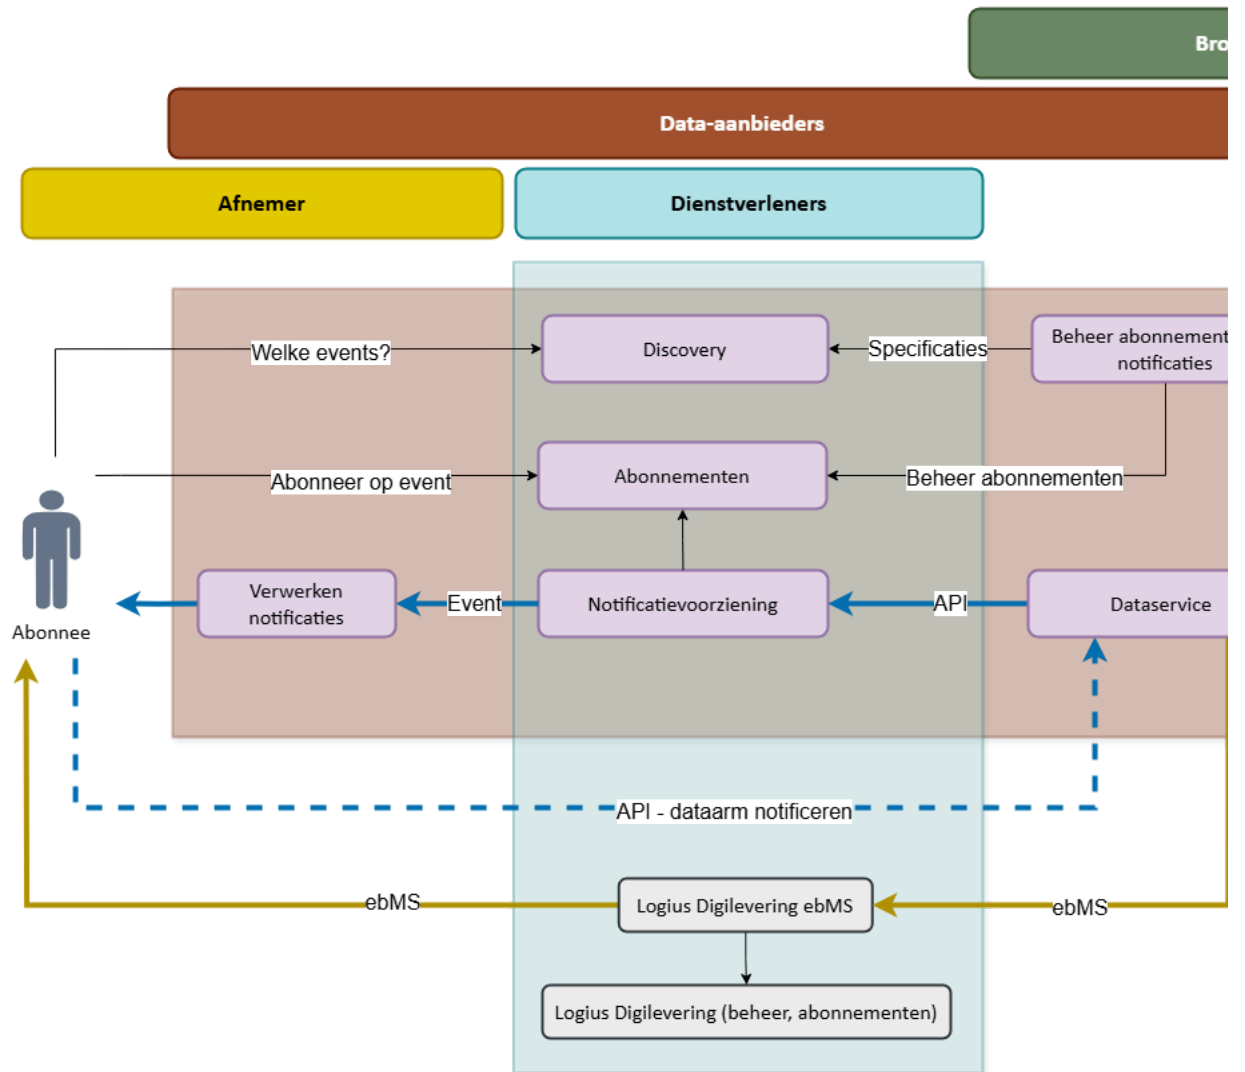 Bro
Data-aanbieders
Afnemer
Dienstverleners
Welke events?
Discovery
Specificaties
Beheer abonnement
notificaties
Abonneer op event
Abonnementen
Beheer abonnementen
Verwerken
notificaties
Event
Notificatievoorziening
API
Dataservice
Abonnee
API - dataarm notificeren
ebMS
Logius Digilevering ebMS
ebMS
Logius Digilevering (beheer, abonnementen)